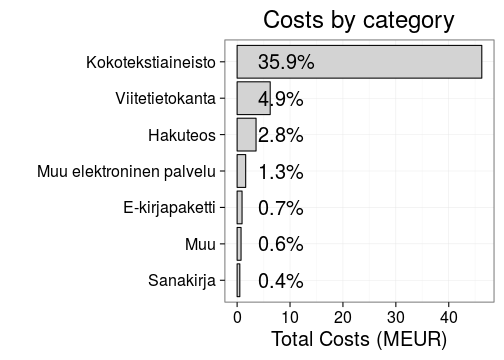 Costs by category
Kokotekstiaineisto 35.9%
Viitetietokanta 4.9%
Hakuteos 2.8%
Muu elektroninen palvelu 1.3%
E-kirjapaketti 0.7%
Muu 0.6%
Sanakirja 0.4%
0 10 20 30 40
Total Costs (MEUR)